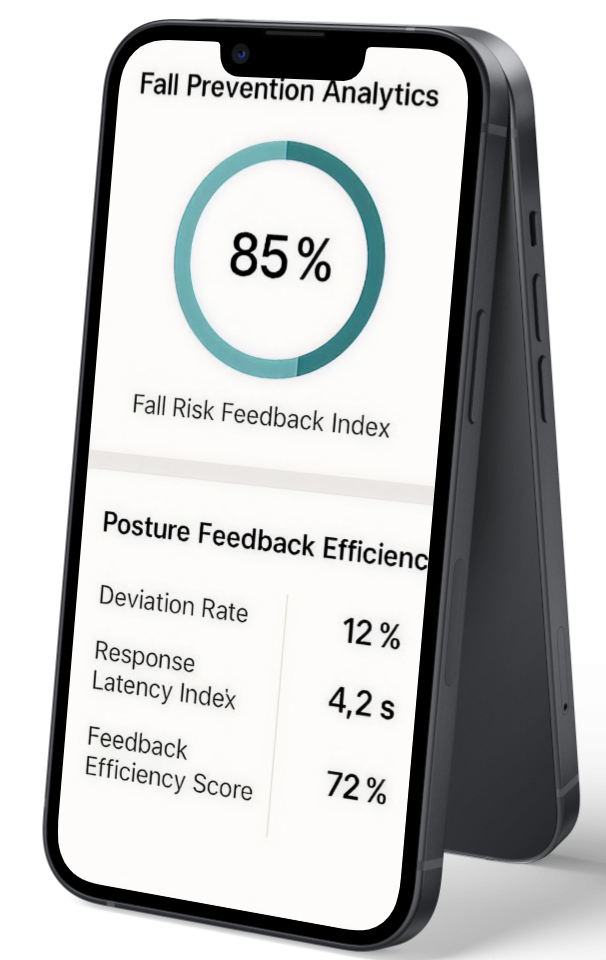 Fall Prevention Analytics
85 %
Fall Risk Feedback Index
Posture Feedback Efficienc
Deviation Rate
12 %
Response
Latency Index
4,2 s
Feedback
Efficiency Score
72 %